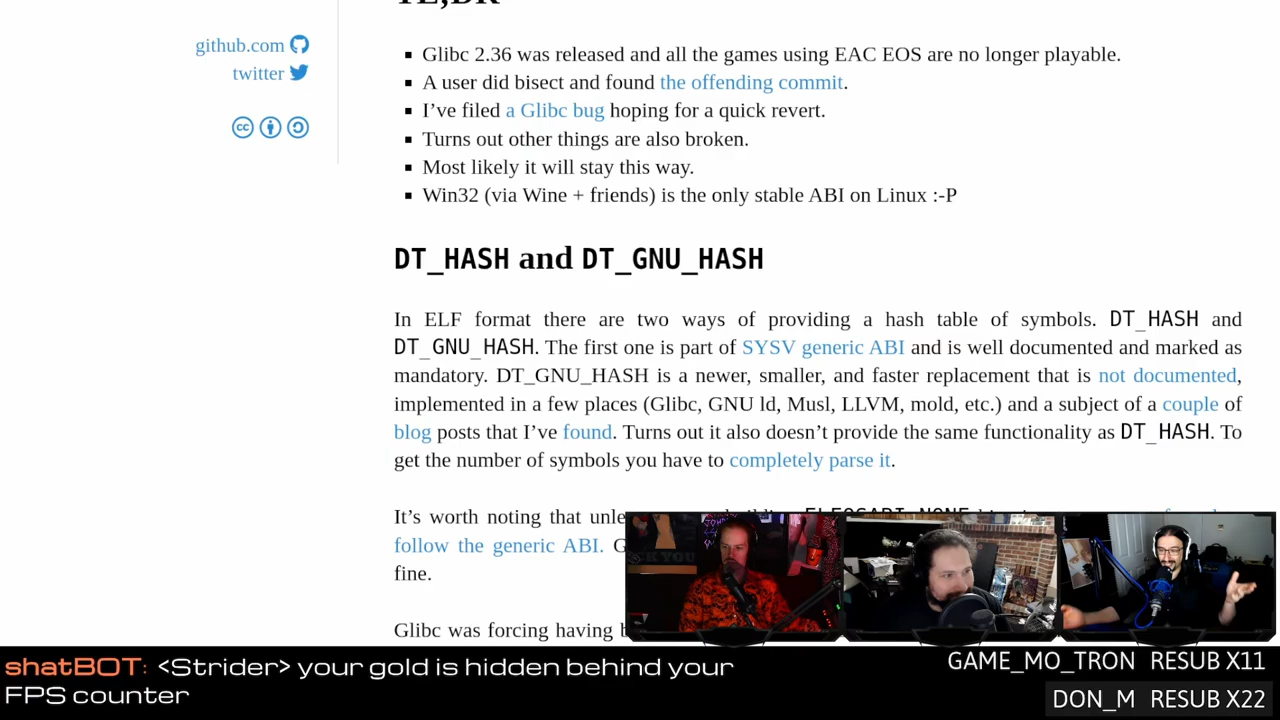 github.com
twitter
Glibc 2.36 was released and all the games using EAC EOS are no longer playable.
A user did bisect and found the offending commit.
I’ve filed a Glibc bug hoping for a quick revert.
Turns out other things are also broken.
Most likely it will stay this way.
Win32 (via Wine + friends) is the only stable ABI on Linux :-P
DT_HASH and DT_GNU_HASH
In ELF format there are two ways of providing a hash table of symbols. DT_HASH and
DT_GNU_HASH. The first one is part of SYSV generic ABI and is well documented and marked as
mandatory. DT_GNU_HASH is a newer, smaller, and faster replacement that is not documented,
implemented in a few places (Glibc, GNU ld, Musl, LLVM, mold, etc.) and a subject of a couple of
blog posts that I’ve found. Turns out it also doesn’t provide the same functionality as DT_HASH. To
get the number of symbols you have to completely parse it.
It’s worth noting that
follow the generic ABI.
fine.
Glibc was forcing having
shatBOT: <Strider> your gold is hidden behind your
FPS counter
GAME_MO_TRON RESUB X11
DON_M RESUB X22